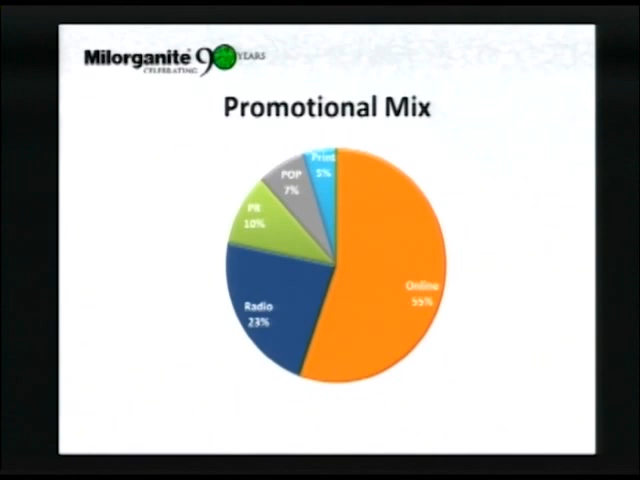 Milorganite® 90 YEARS
CELEBRATING
Promotional Mix
Print
5%
POP
7%
PR
10%
Online
55%
Radio
23%